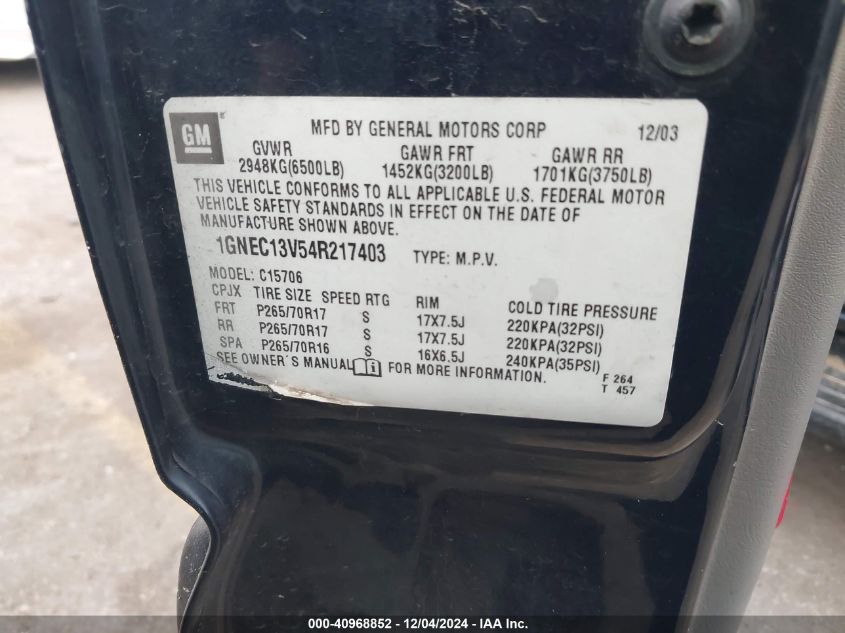 GM
MFD BY GENERAL MOTORS CORP 12/03
GVWR GAWR FRT GAWR RR
2948KG(6500LB) 1452KG(3200LB) 1701KG(3750LB)
THIS VEHICLE CONFORMS TO ALL APPLICABLE U.S. FEDERAL MOTOR
VEHICLE SAFETY STANDARDS IN EFFECT ON THE DATE OF
MANUFACTURE SHOWN ABOVE.
1GNEC13V54R217403 TYPE: M.P.V.
MODEL: C15706
CPJX TIRE SIZE SPEED RTG RIM COLD TIRE PRESSURE
FRT P265/70R17 S 17X7.5J 220KPA(32PSI)
RR P265/70R17 S 17X7.5J 220KPA(32PSI)
SPA P265/70R16 S 16X6.5J 240KPA(35PSI)
SEE OWNER'S MANUAL i FOR MORE INFORMATION.
F 264
T 457
000-40968852 - 12/04/2024 - IAA Inc.